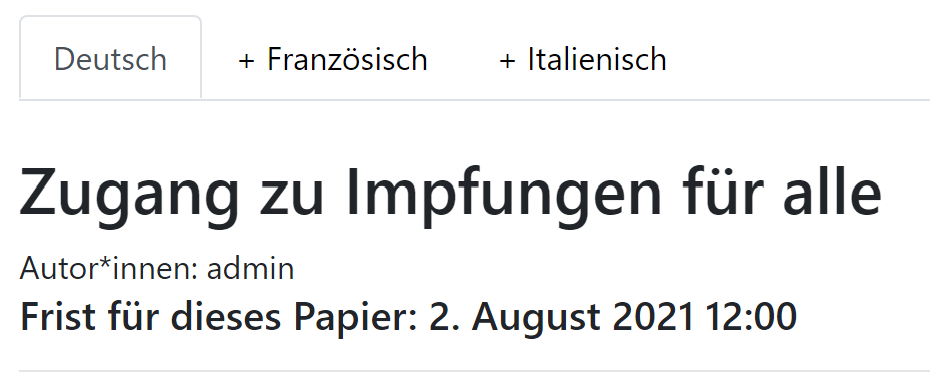 Deutsch + Französisch + Italienisch
Zugang zu Impfungen für alle
Autor*innen: admin
Frist für dieses Papier: 2. August 2021 12:00